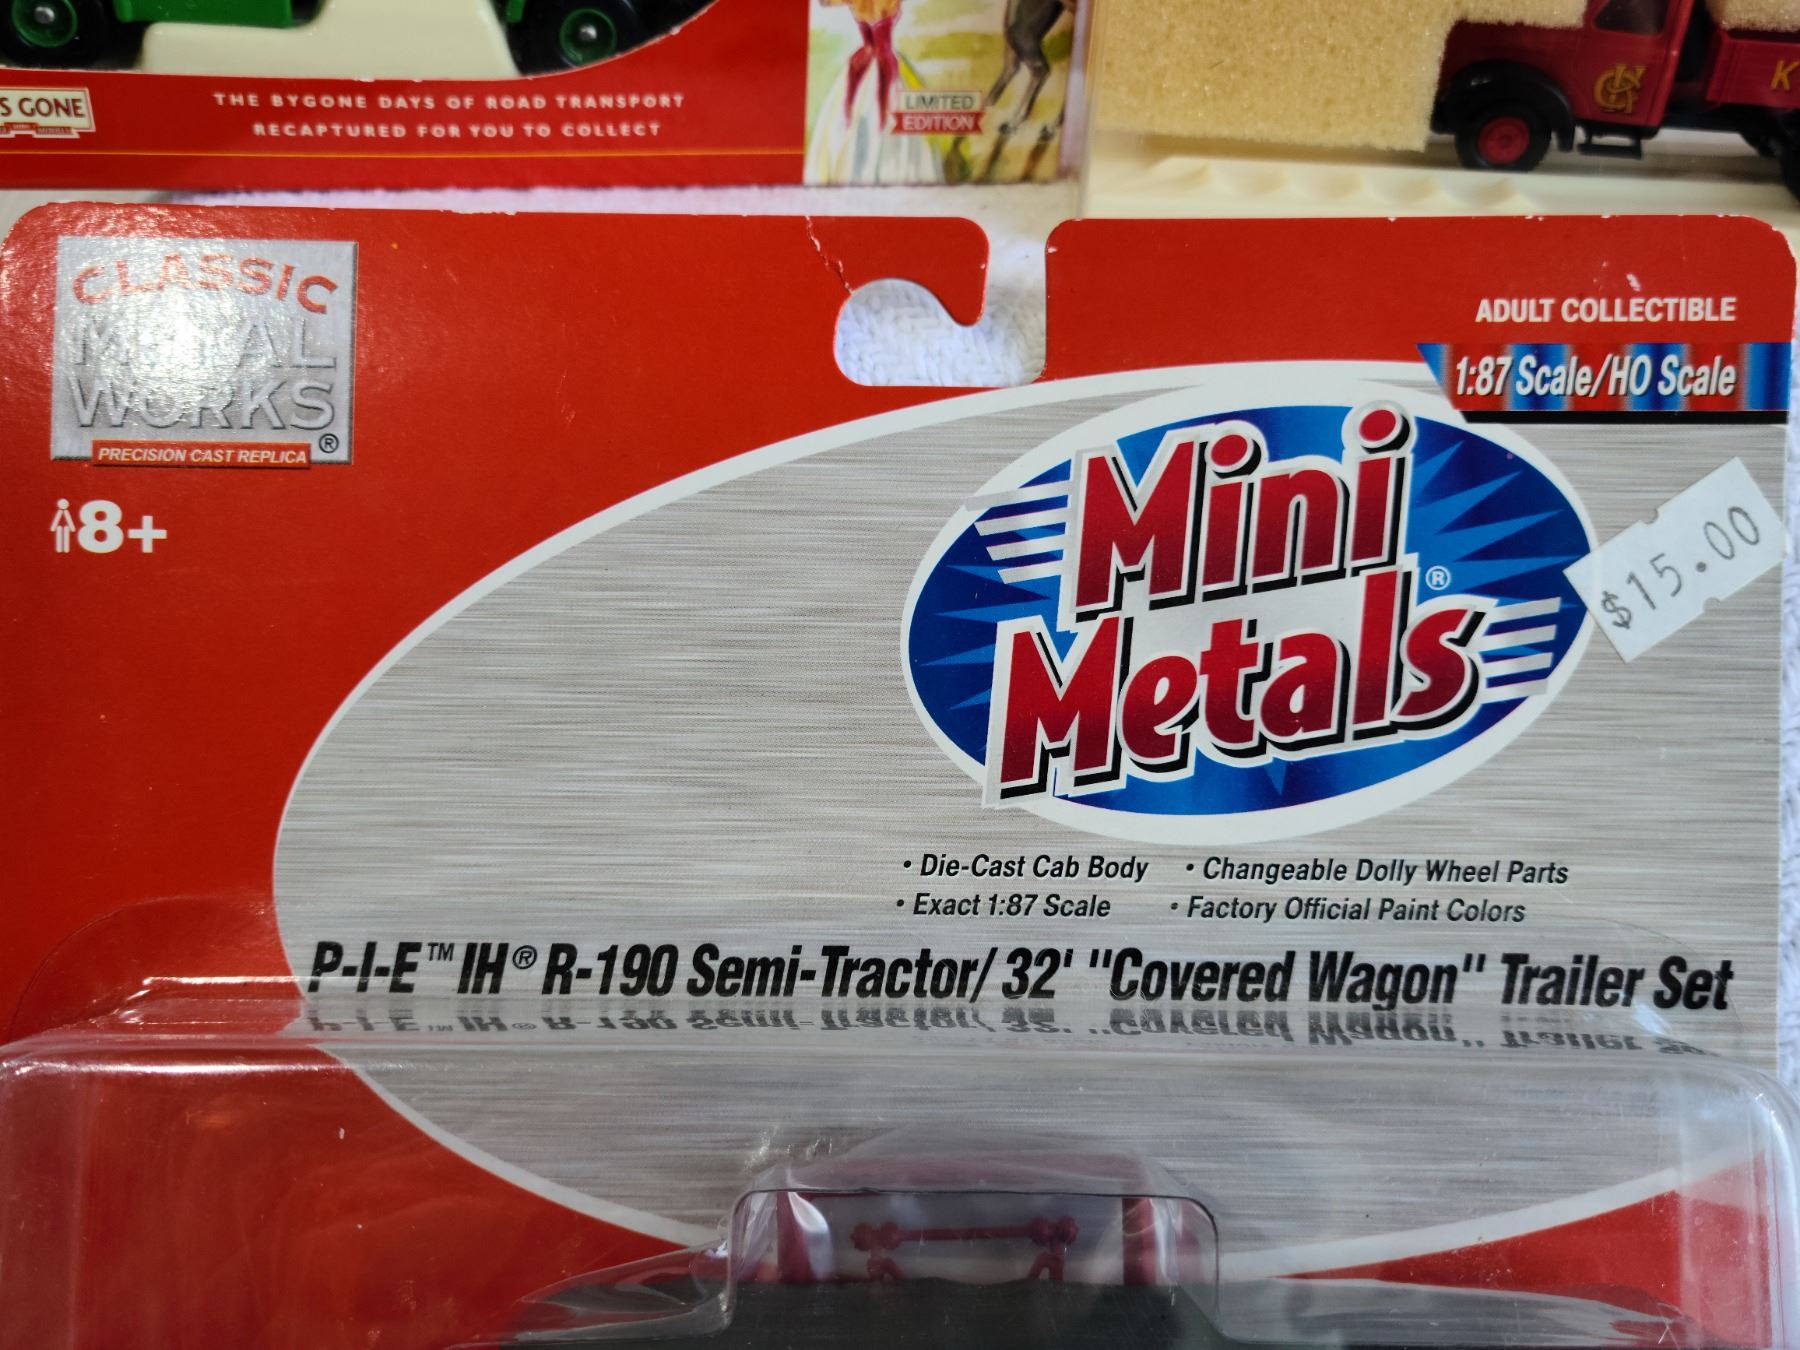 S GONE
THE BYGONE DAYS OF ROAD TRANSPORT
RECAPTURED FOR YOU TO COLLECT
LIMITED
EDITION
K
CLASSIC
METAL
WORKS®
PRECISION CAST REPLICA
8+
ADULT COLLECTIBLE
1:87 Scale/HO Scale
Mini
Metals®
$15.00
• Die-Cast Cab Body • Changeable Dolly Wheel Parts
• Exact 1:87 Scale • Factory Official Paint Colors
P-I-E™ IH® R-190 Semi-Tractor/ 32' "Covered Wagon" Trailer Set